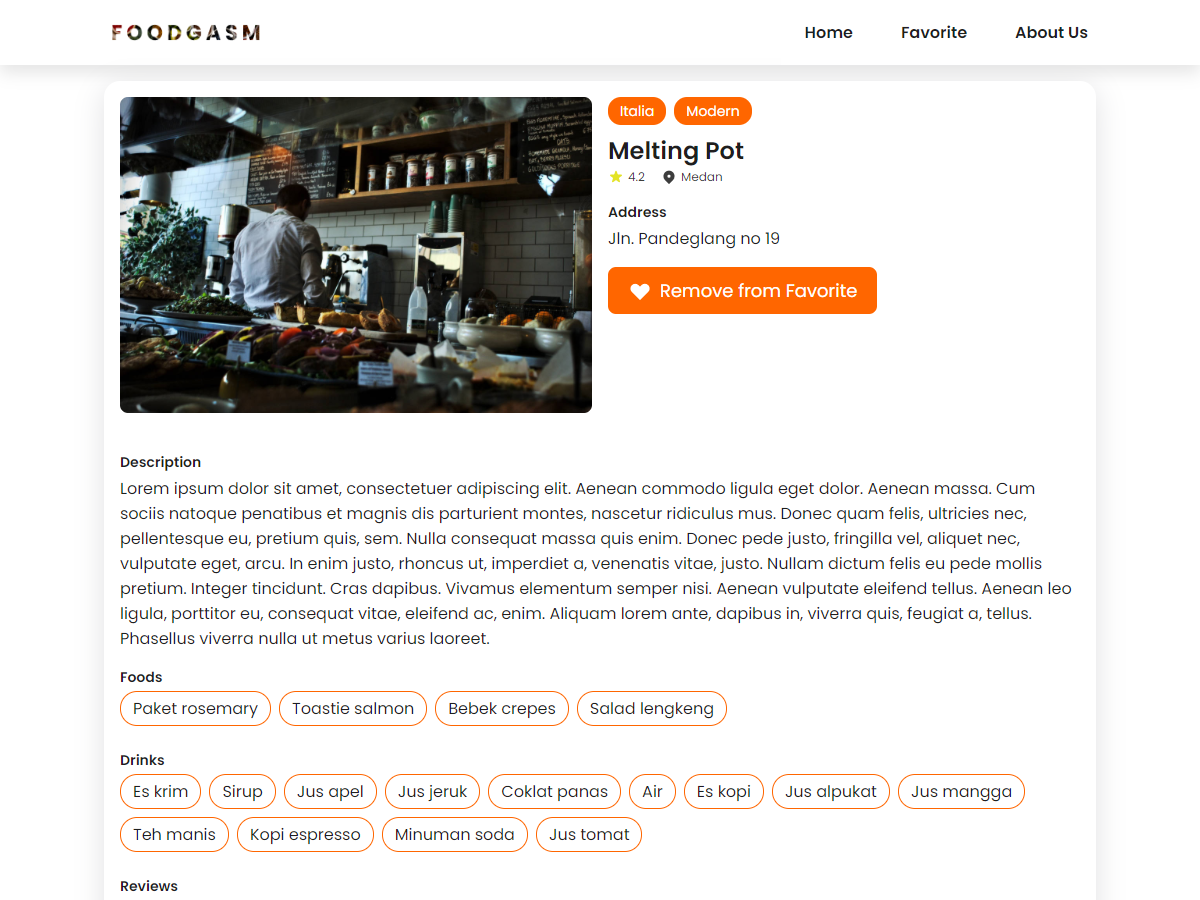 FOODGASM
Home Favorite About Us
Italia Modern
Melting Pot
4.2 Medan
Address
Jln. Pandeglang no 19
Remove from Favorite
Description
Lorem ipsum dolor sit amet, consectetuer adipiscing elit. Aenean commodo ligula eget dolor. Aenean massa. Cum
sociis natoque penatibus et magnis dis parturient montes, nascetur ridiculus mus. Donec quam felis, ultricies nec,
pellentesque eu, pretium quis, sem. Nulla consequat massa quis enim. Donec pede justo, fringilla vel, aliquet nec,
vulputate eget, arcu. In enim justo, rhoncus ut, imperdiet a, venenatis vitae, justo. Nullam dictum felis eu pede mollis
pretium. Integer tincidunt. Cras dapibus. Vivamus elementum semper nisi. Aenean vulputate eleifend tellus. Aenean leo
ligula, porttitor eu, consequat vitae, eleifend ac, enim. Aliquam lorem ante, dapibus in, viverra quis, feugiat a, tellus.
Phasellus viverra nulla ut metus varius laoreet.
Foods
Paket rosemary Toastie salmon Bebek crepes Salad lengkeng
Drinks
Es krim Sirup Jus apel Jus jeruk Coklat panas Air Es kopi Jus alpukat Jus mangga
Teh manis Kopi espresso Minuman soda Jus tomat
Reviews